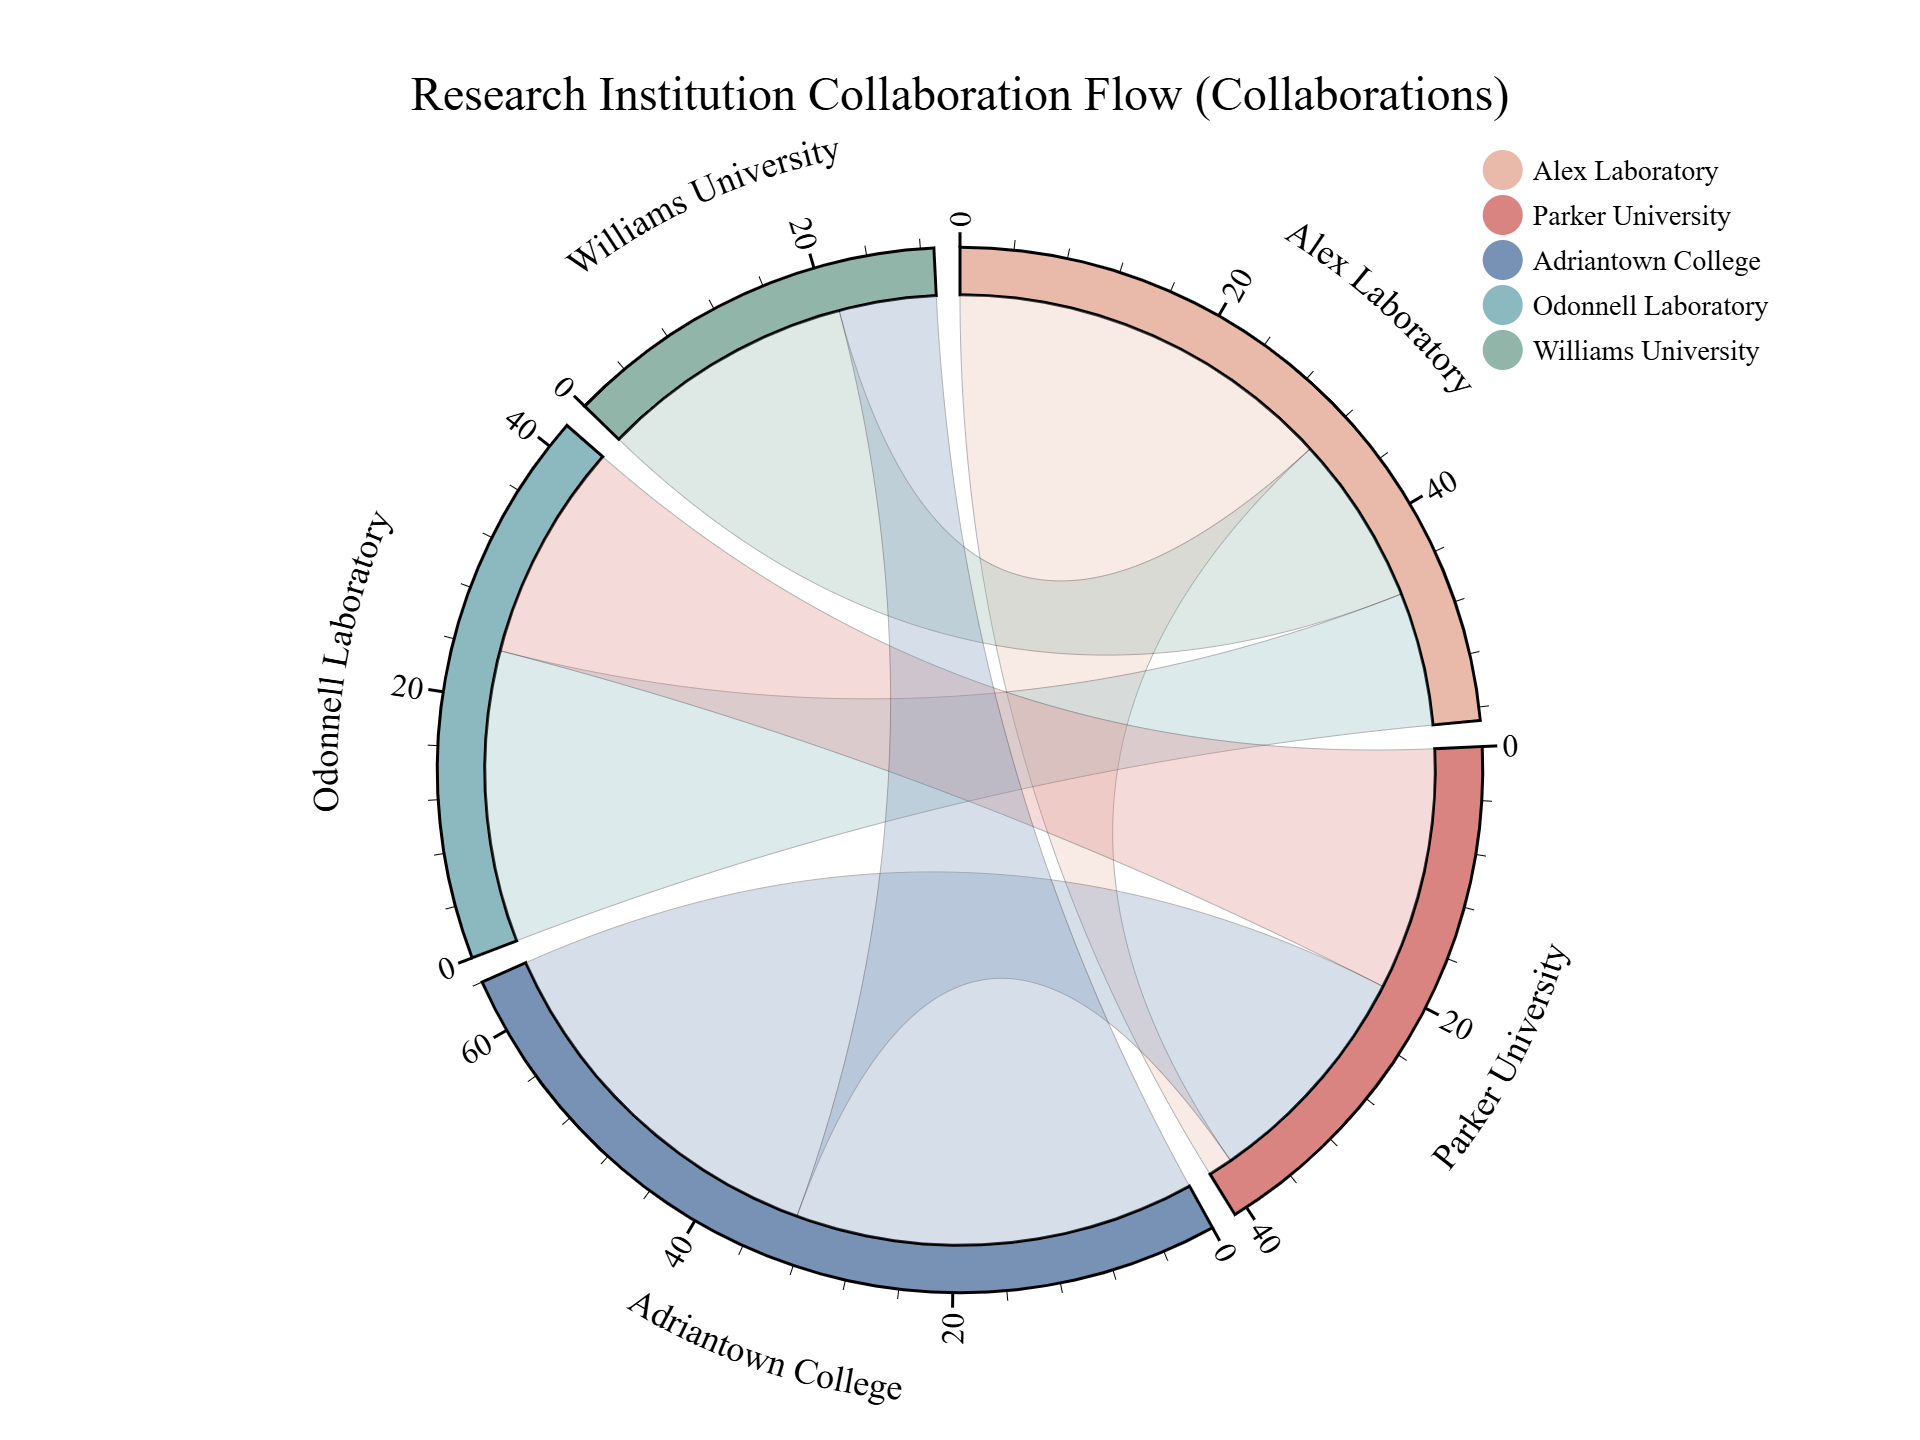 Research Institution Collaboration Flow (Collaborations)
Alex Laboratory
Parker University
Adriantown College
Odonnell Laboratory
Williams University
Alex Laboratory
0
20
40
Parker University
0
20
40
Adriantown College
0
20
40
60
Odonnell Laboratory
0
20
40
Williams University
0
20